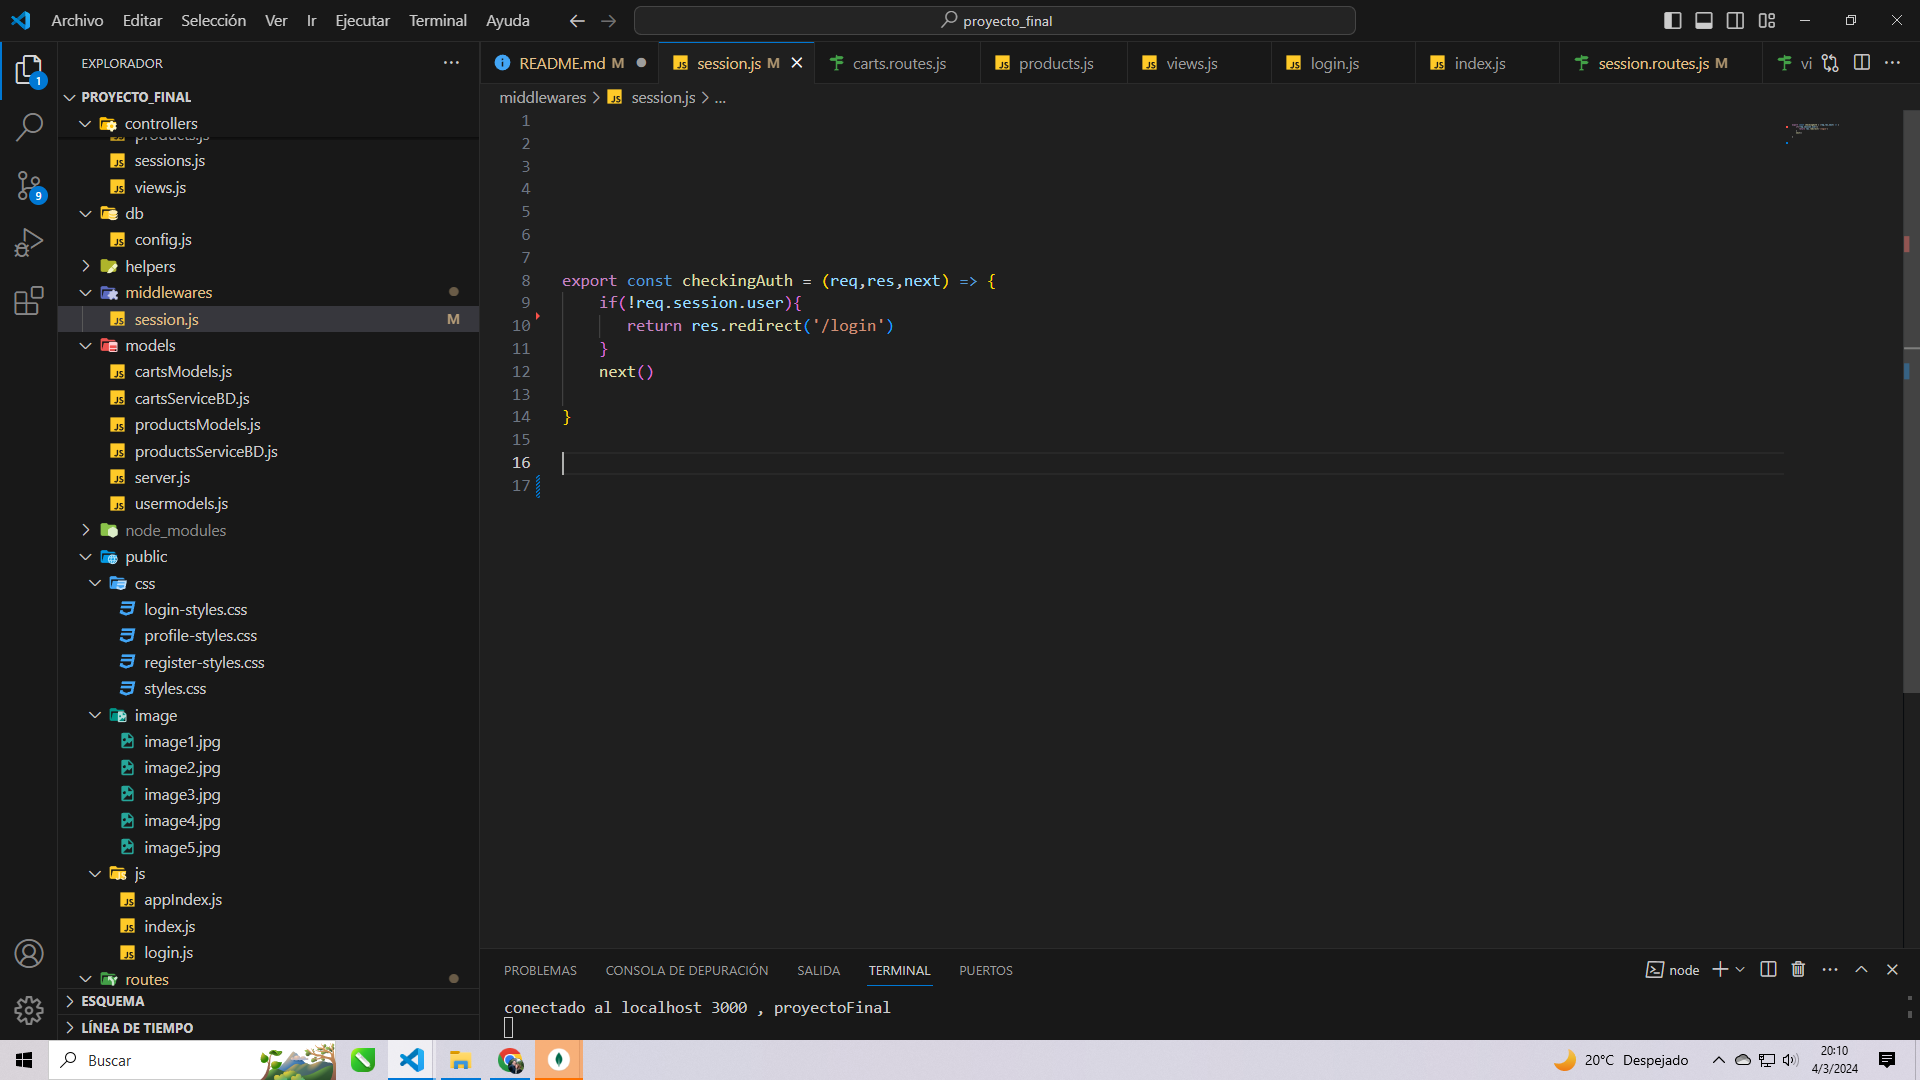 Archivo Editar Selección Ver Ir Ejecutar Terminal Ayuda
proyecto_final
EXPLORADOR
README.md M
session.js M
carts.routes.js
products.js
views.js
login.js
index.js
session.routes.js M
vi
PROYECTO_FINAL
controllers
products.js
sessions.js
views.js
db
config.js
helpers
middlewares
session.js M
models
cartsModels.js
cartsServiceBD.js
productsModels.js
productsServiceBD.js
server.js
usermodels.js
node_modules
public
css
login-styles.css
profile-styles.css
register-styles.css
styles.css
image
image1.jpg
image2.jpg
image3.jpg
image4.jpg
image5.jpg
js
appIndex.js
index.js
login.js
routes
ESQUEMA
LÍNEA DE TIEMPO
1
9
middlewares > session.js > ...
1
2
3
4
5
6
7
8 export const checkingAuth = (req,res,next) => {
9 if(!req.session.user){
10 return res.redirect('/login')
11 }
12 next()
13
14 }
15
16
17
PROBLEMAS CONSOLA DE DEPURACIÓN SALIDA TERMINAL PUERTOS
node
conectado al localhost 3000 , proyectoFinal
Buscar
20°C Despejado
20:10
4/3/2024